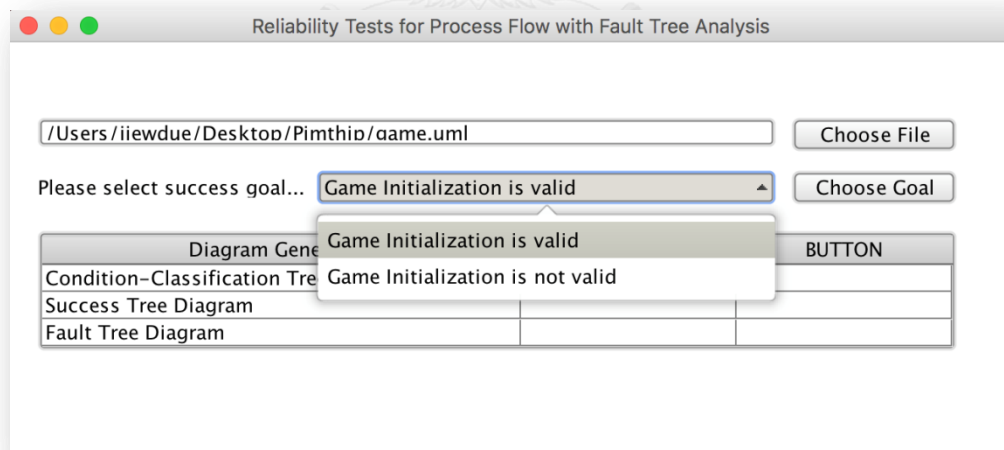 Reliability Tests for Process Flow with Fault Tree Analysis
/Users/jiewdue/Desktop/Pimthip/game.uml Choose File
Please select success goal... Game Initialization is valid Choose Goal
Game Initialization is valid
Game Initialization is not valid
Diagram Gene BUTTON
Condition-Classification Tre
Success Tree Diagram
Fault Tree Diagram